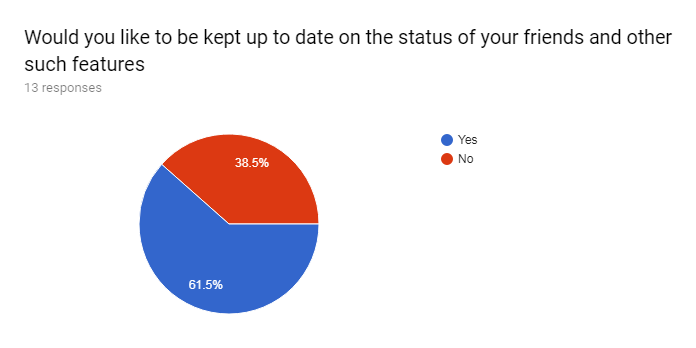 Would you like to be kept up to date on the status of your friends and other
such features
13 responses
Yes
No
38.5%
61.5%